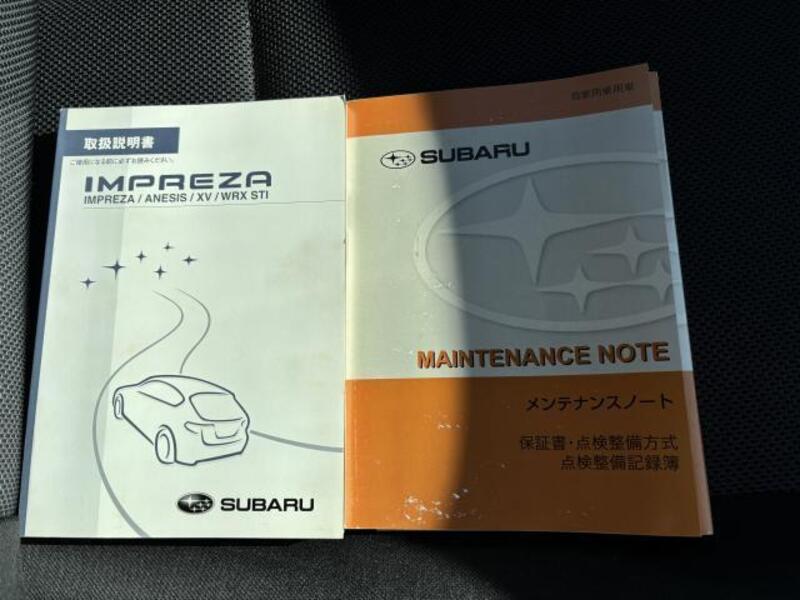 取扱説明書
ご使用になる前に必ずお読みください。
IMPREZA
IMPREZA / ANESIS / XV / WRX STI
SUBARU
自家用乗用車
SUBARU
MAINTENANCE NOTE
メンテナンスノート
保証書・点検整備方式
点検整備記録簿